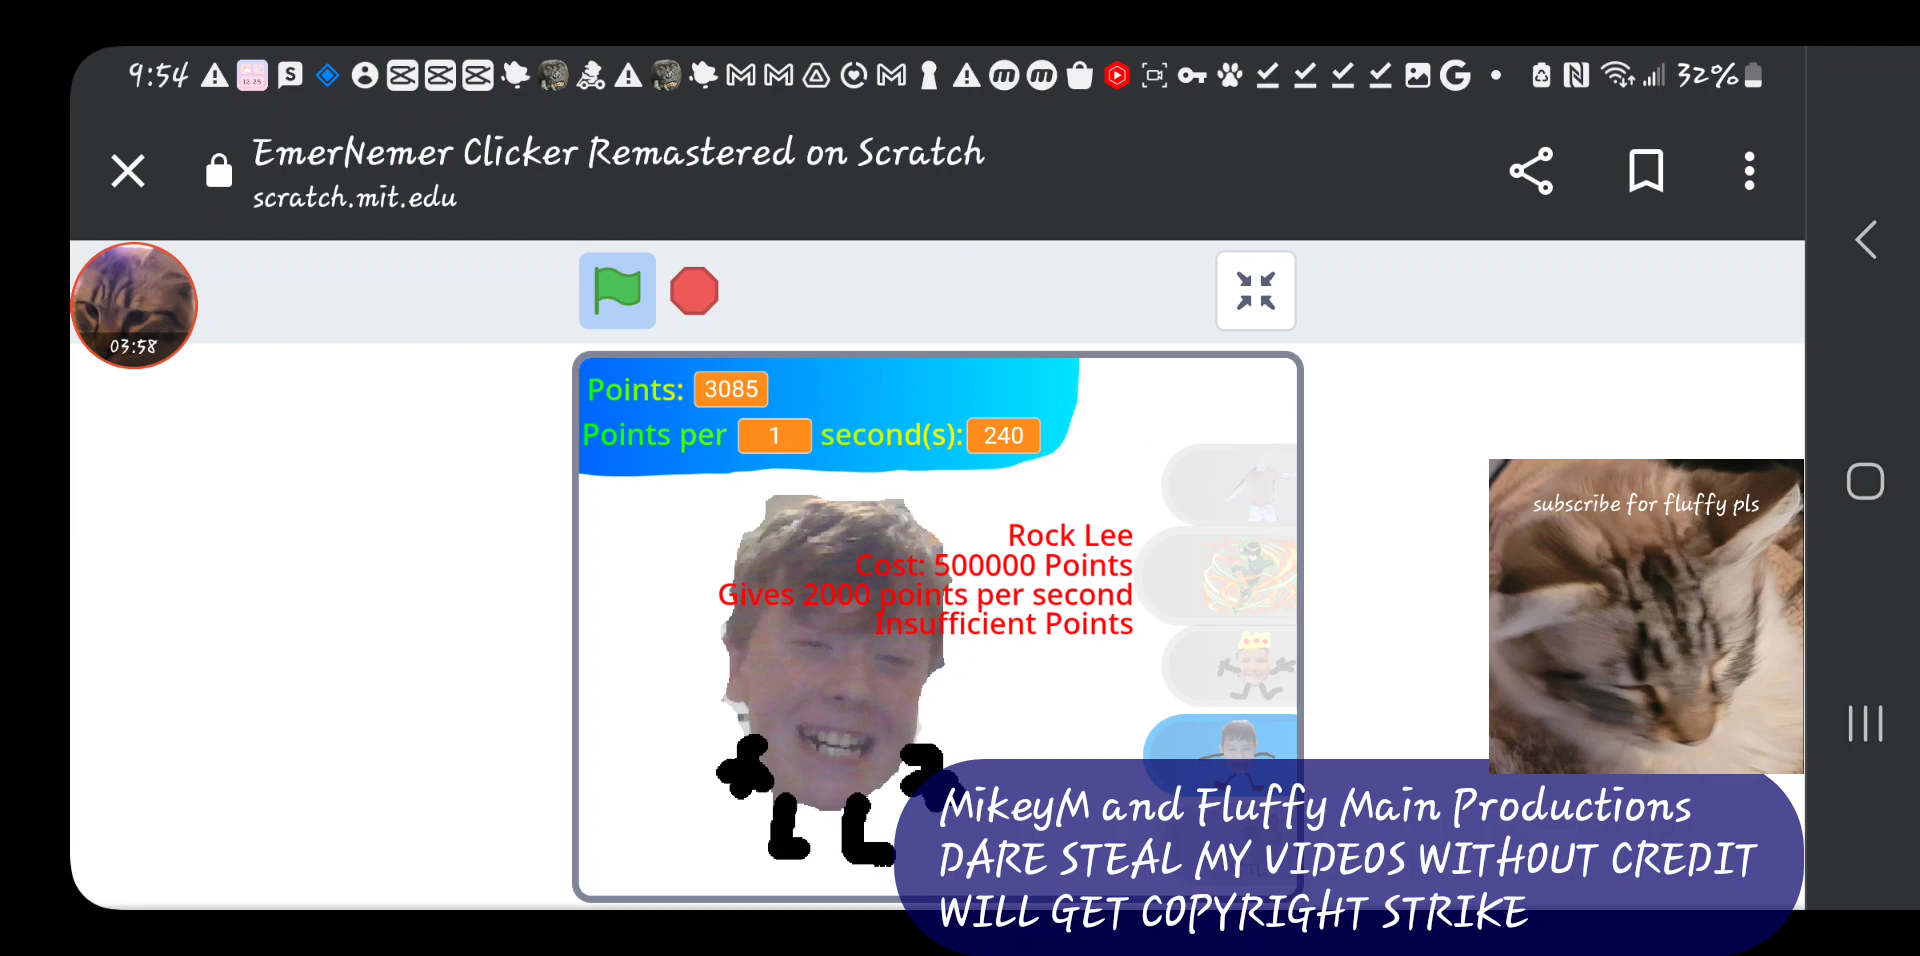 9:54
12:25
S
32%
EmerNemer Clicker Remastered on Scratch
scratch.mit.edu
03:58
Points: 3085
Points per 1 second(s): 240
subscribe for fluffy pls
Rock Lee
Cost: 500000 Points
Gives 2000 points per second
Insufficient Points
MikeyM and Fluffy Main Productions
DARE STEAL MY VIDEOS WITHOUT CREDIT
WILL GET COPYRIGHT STRIKE